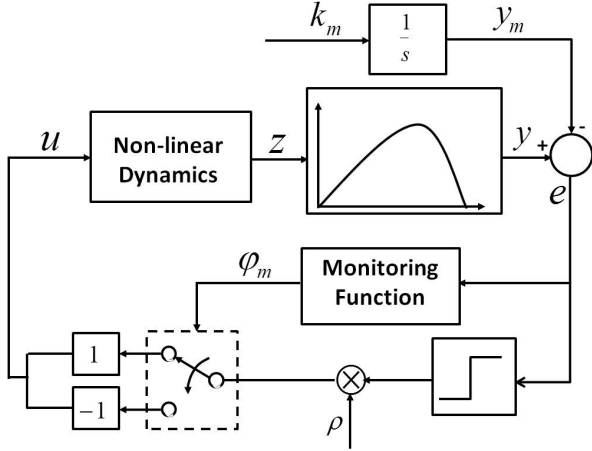 k_m
1/s
y_m
-
u
Non-linear
Dynamics
z
y
+
e
φ_m
Monitoring
Function
1
-1
ρ